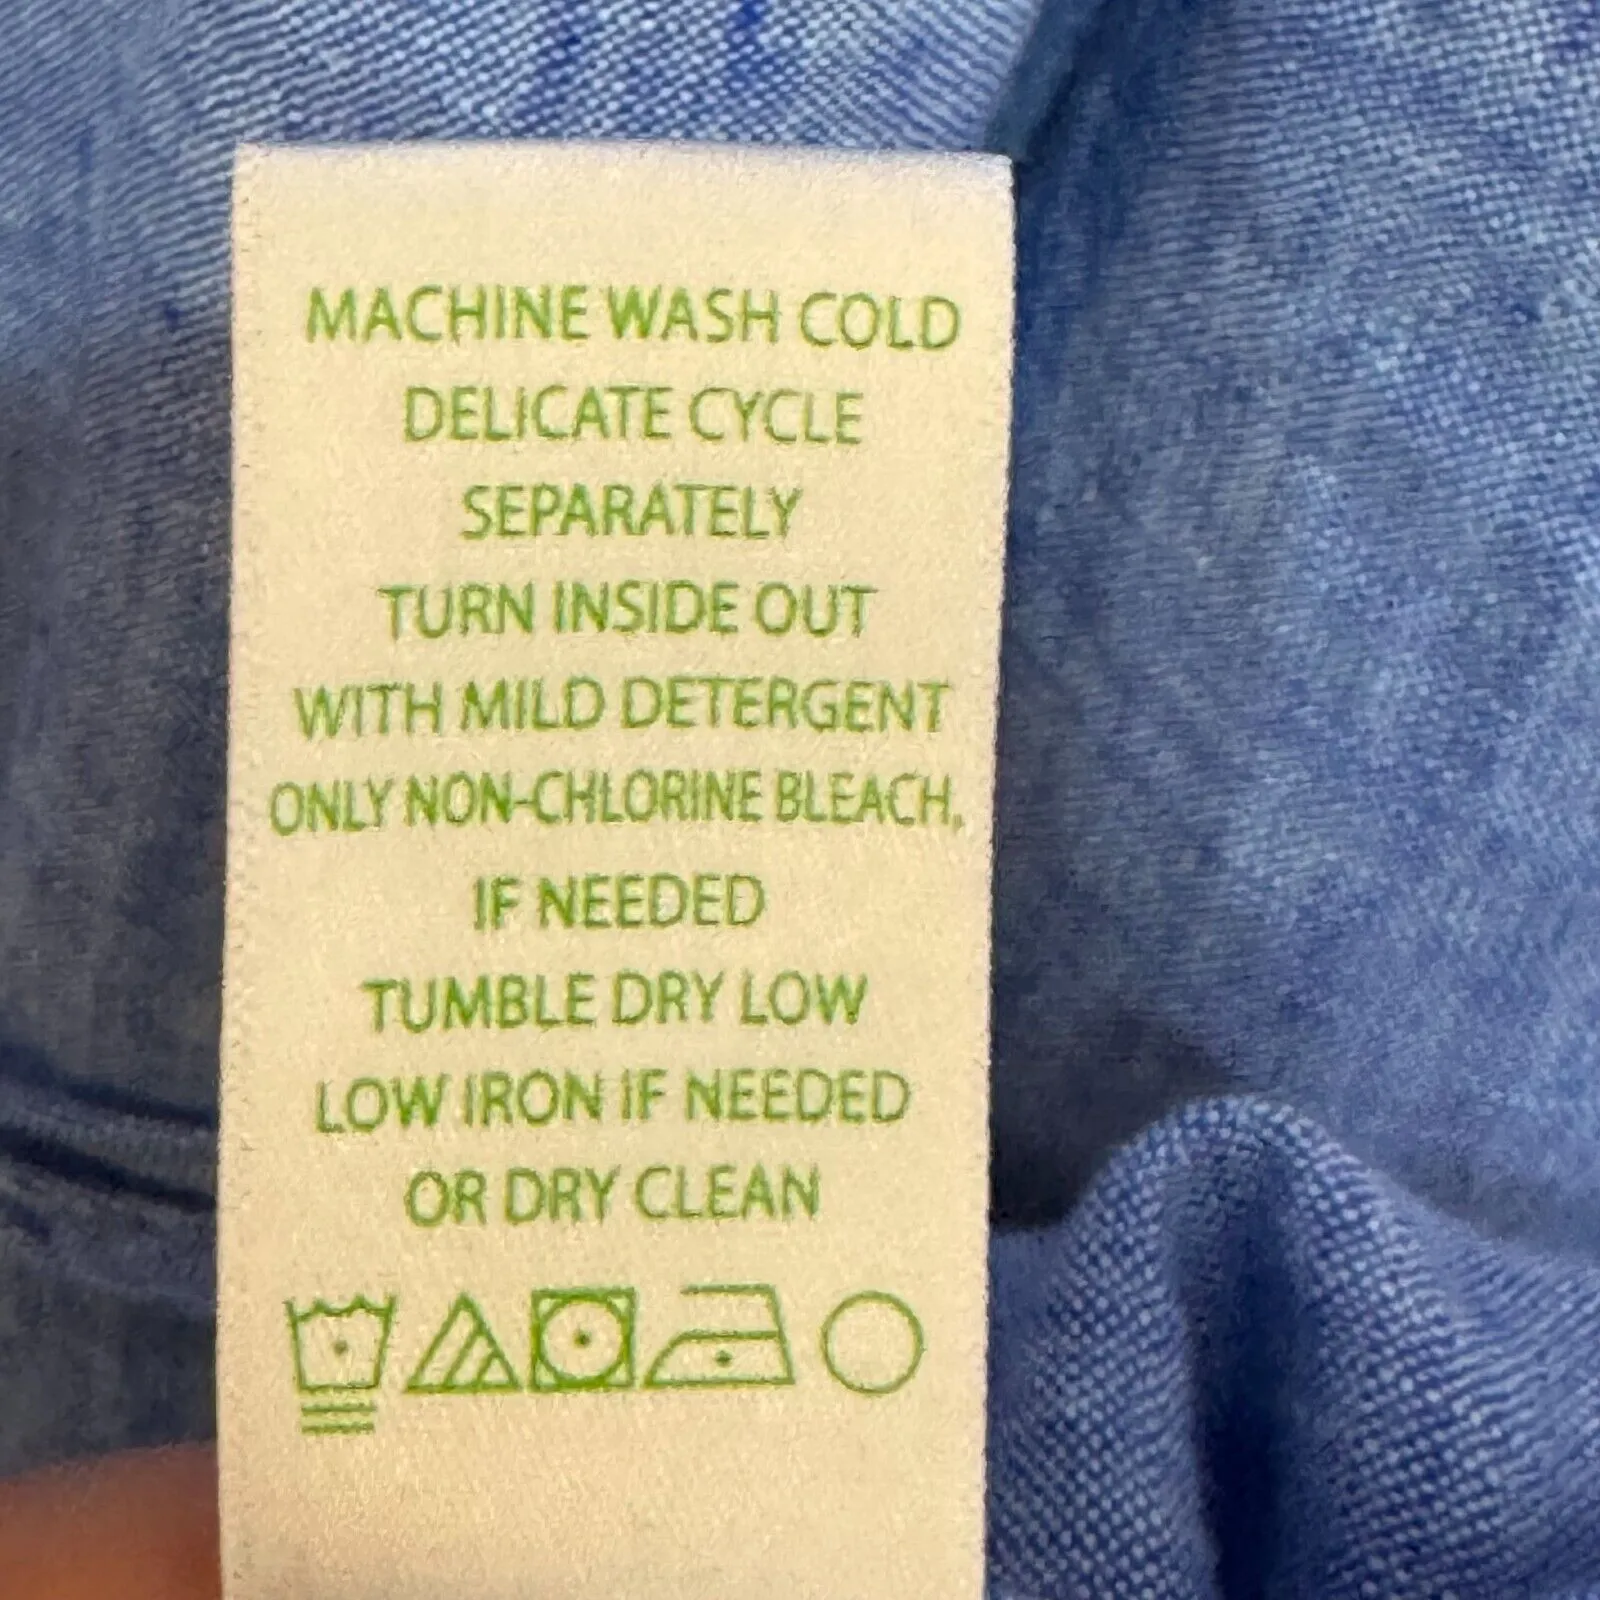 MACHINE WASH COLD
DELICATE CYCLE
SEPARATELY
TURN INSIDE OUT
WITH MILD DETERGENT
ONLY NON-CHLORINE BLEACH,
IF NEEDED
TUMBLE DRY LOW
LOW IRON IF NEEDED
OR DRY CLEAN